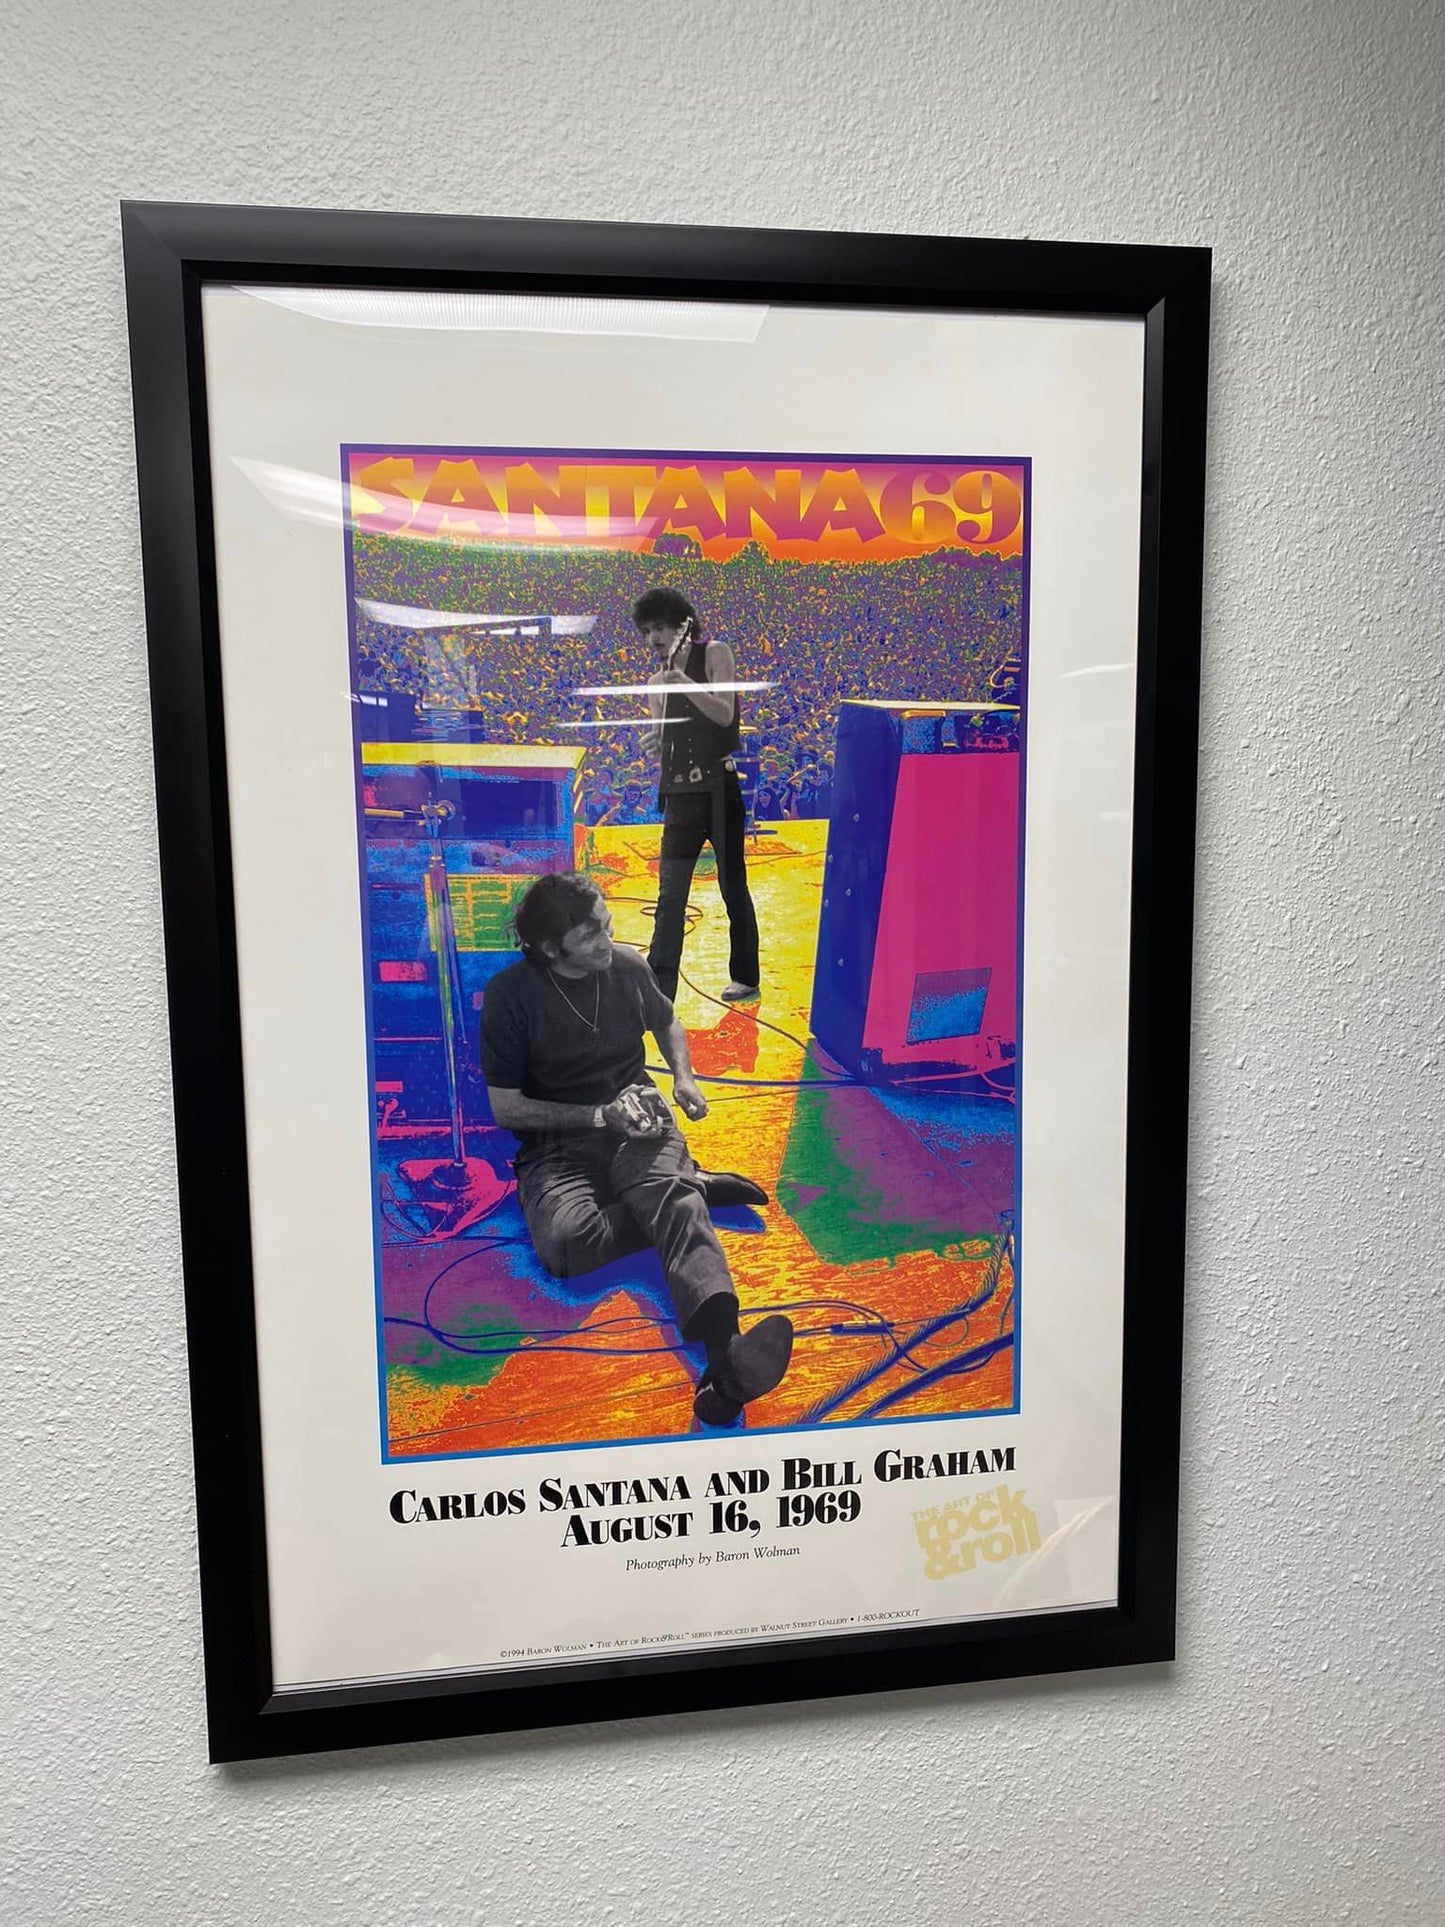 SANTANA69
CARLOS SANTANA AND BILL GRAHAM
AUGUST 16, 1969
Photography by Baron Wolman
THE ART OF
rock
&roll
©1994 BARON WOLMAN • THE ART OF ROCK&ROLL™ SERIES PRODUCED BY WALNUT STREET GALLERY • 1-800-ROCKOUT